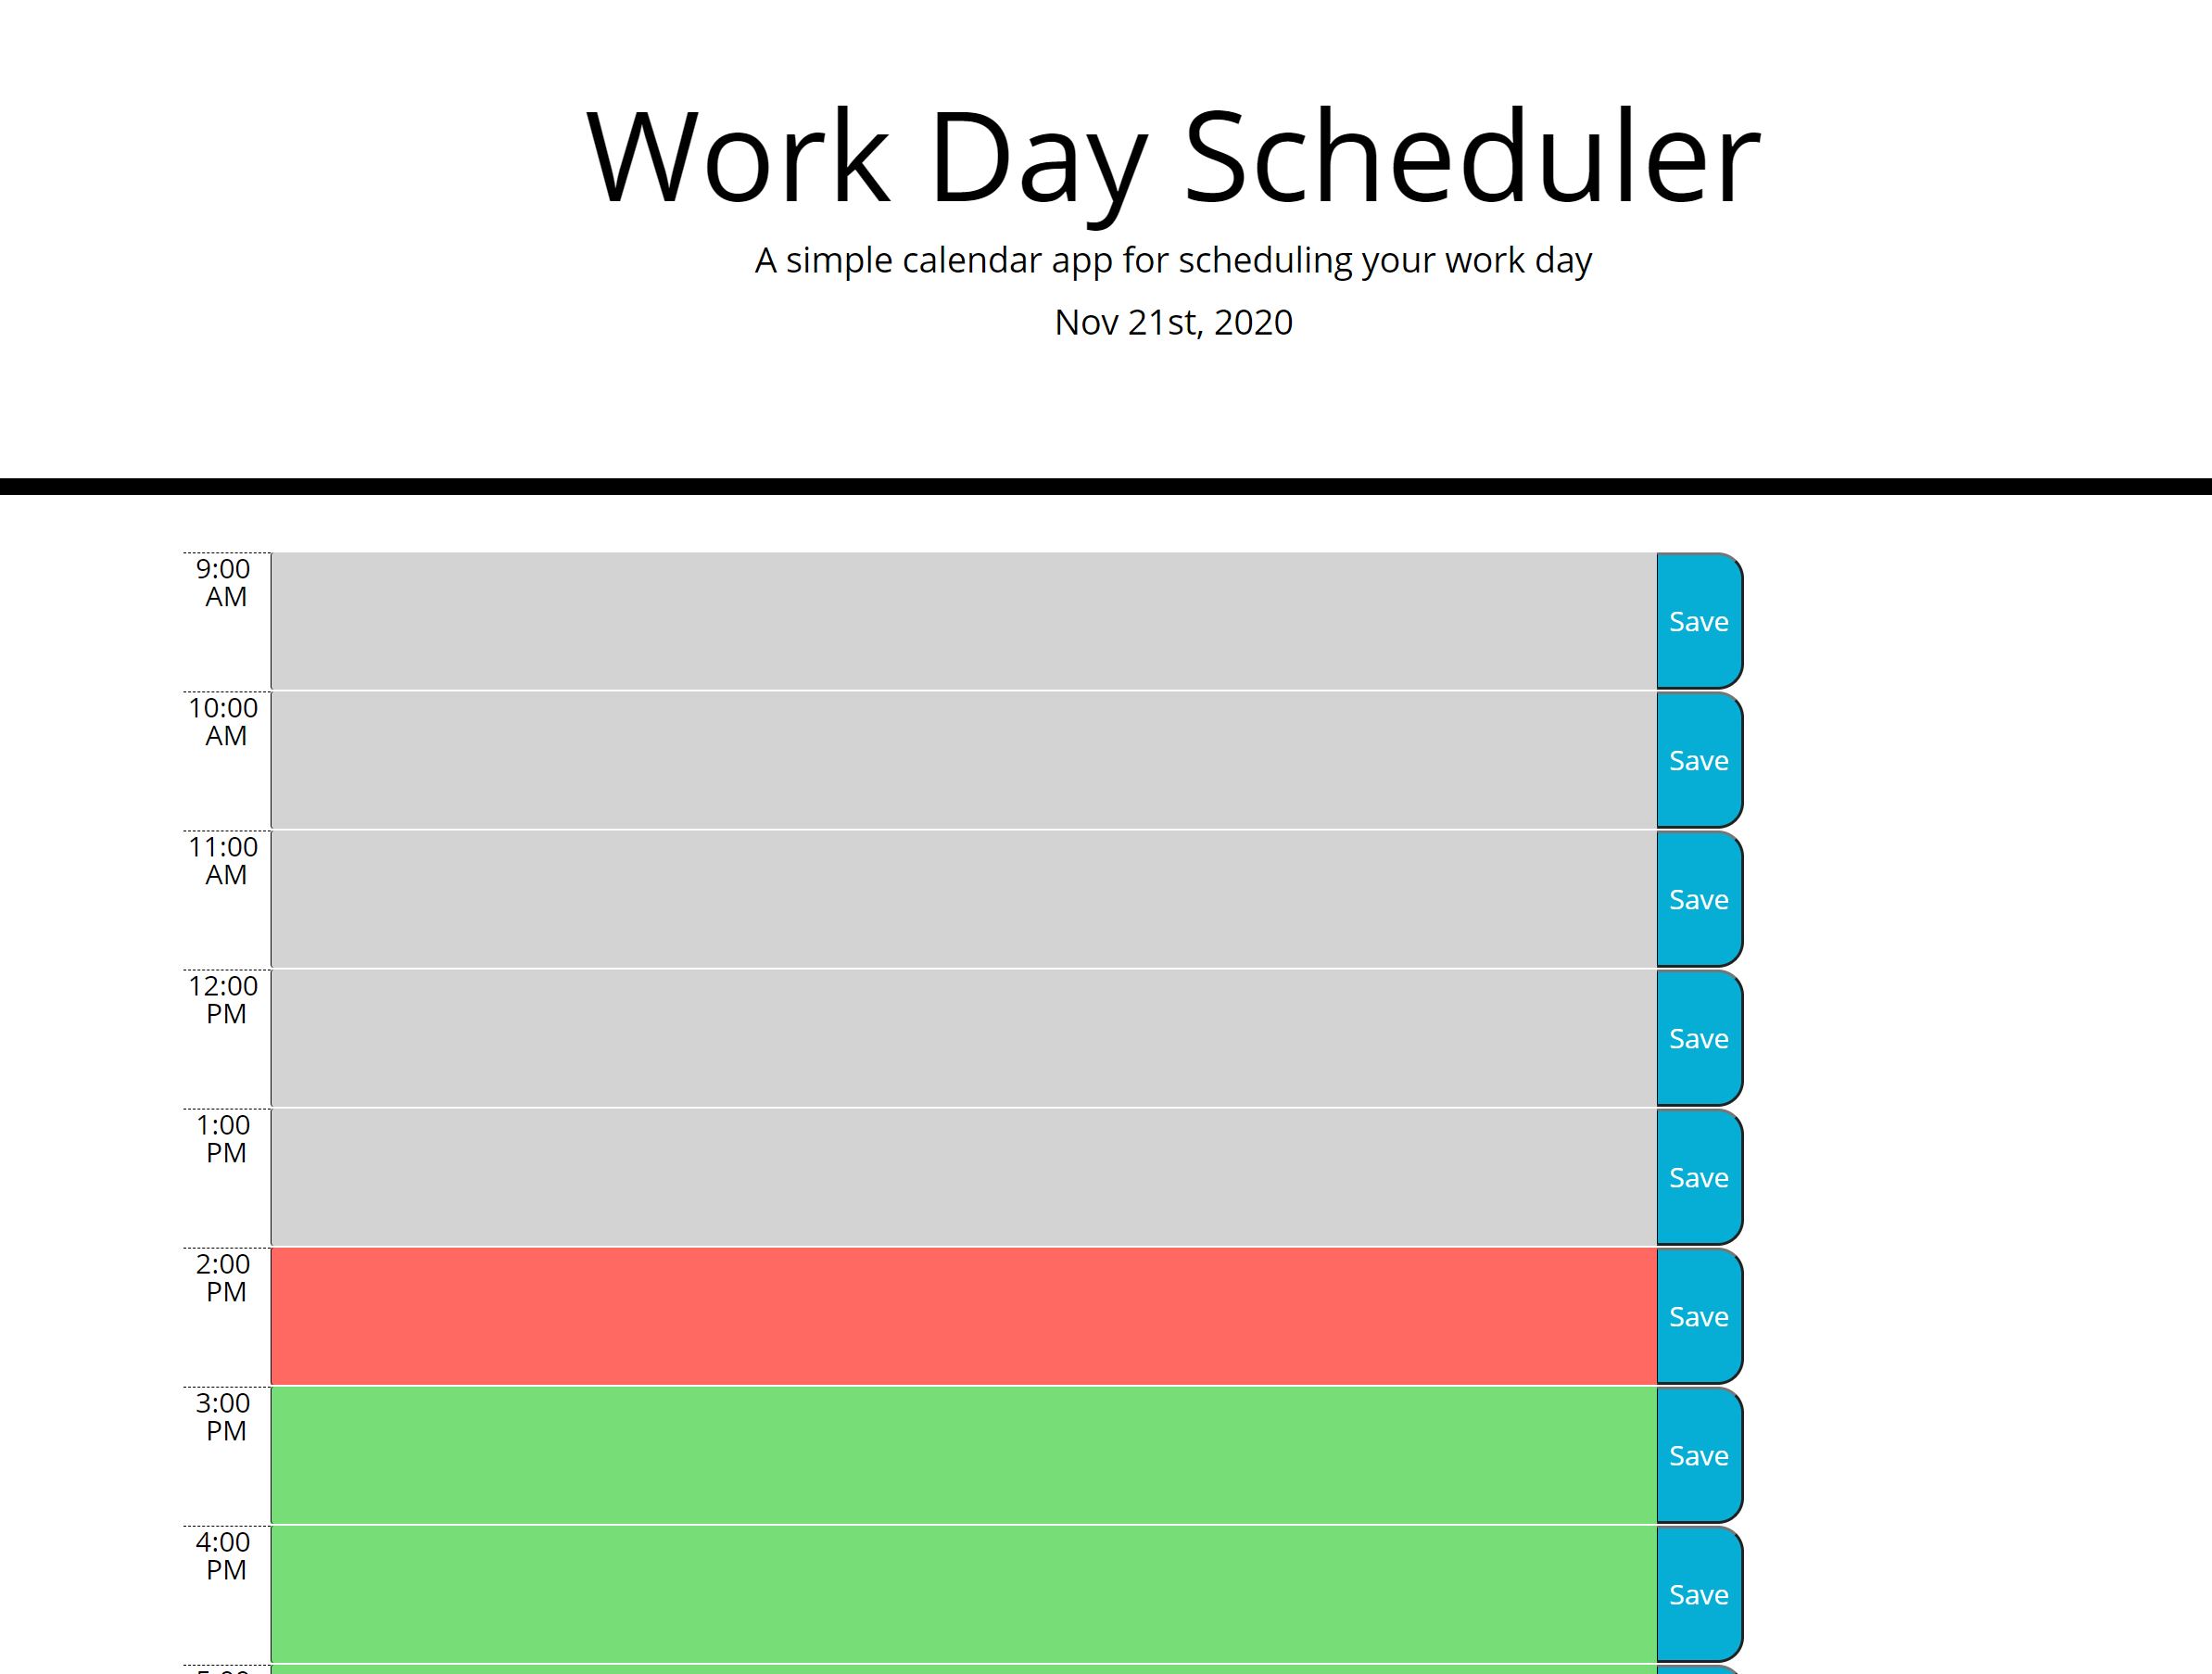 Work Day Scheduler
A simple calendar app for scheduling your work day
Nov 21st, 2020
9:00
AM
Save
10:00
AM
Save
11:00
AM
Save
12:00
PM
Save
1:00
PM
Save
2:00
PM
Save
3:00
PM
Save
4:00
PM
Save